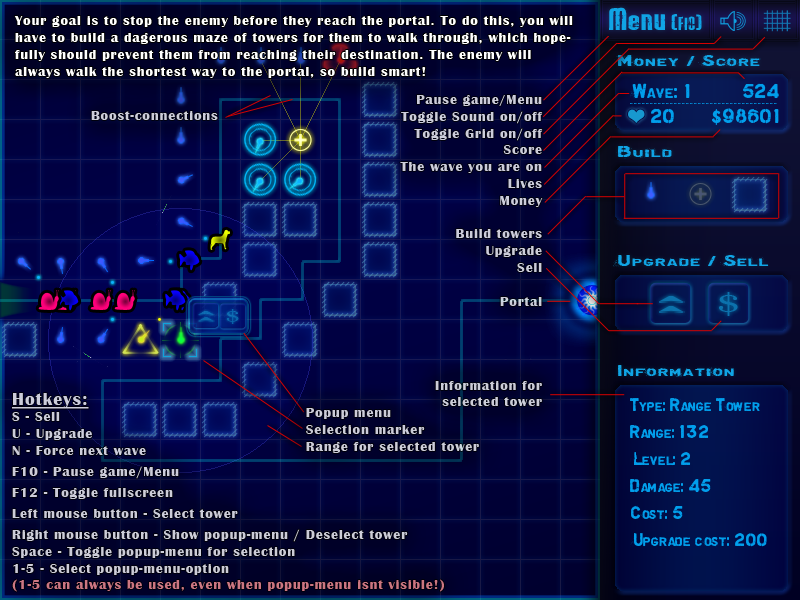 Your goal is to stop the enemy before they reach the portal. To do this, you will
have to build a dagerous maze of towers for them to walk through, which hope-
fully should prevent them from reaching their destination. The enemy will
always walk the shortest way to the portal, so build smart!
Menu (F10)
Money / Score
Wave: 1 524
20 $98601
Build
Upgrade / Sell
$
Information
Type: Range Tower
Range: 132
Level: 2
Damage: 45
Cost: 5
Upgrade cost: 200
Boost-connections
Pause game/Menu
Toggle Sound on/off
Toggle Grid on/off
Score
The wave you are on
Lives
Money
Build towers
Upgrade
Sell
Portal
$
Information for
selected tower
Popup menu
Selection marker
Range for selected tower
Hotkeys:
S - Sell
U - Upgrade
N - Force next wave
F10 - Pause game/Menu
F12 - Toggle fullscreen
Left mouse button - Select tower
Right mouse button - Show popup-menu / Deselect tower
Space - Toggle popup-menu for selection
1-5 - Select popup-menu-option
(1-5 can always be used, even when popup-menu isnt visible!)